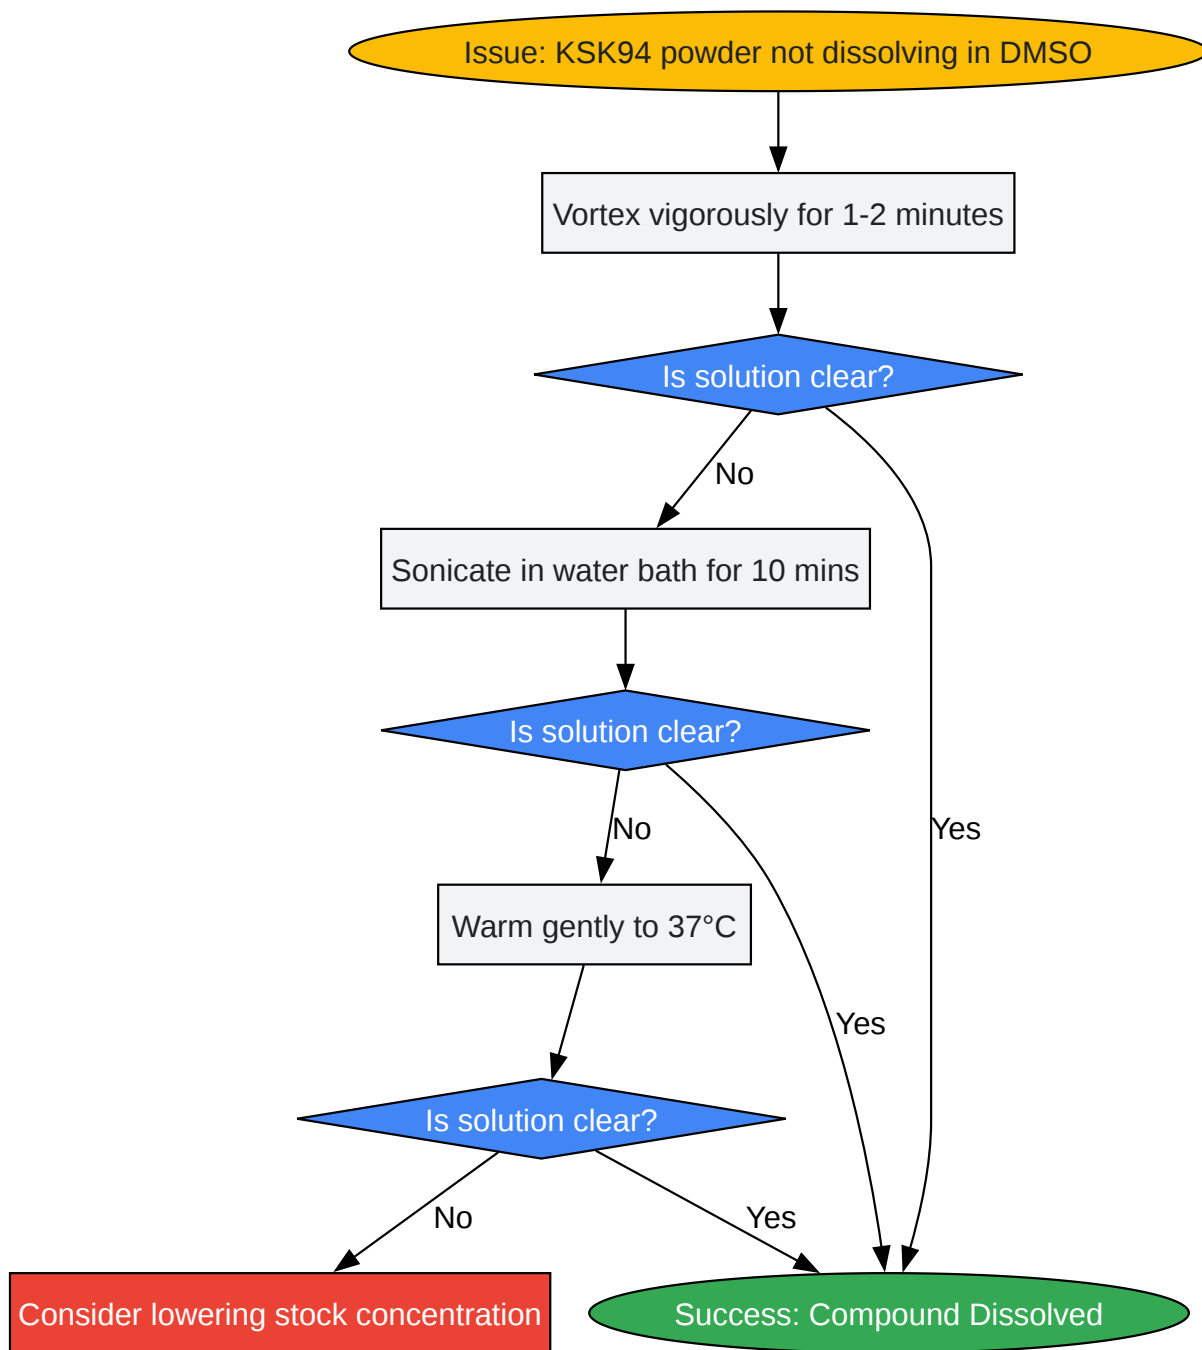 Issue: KSK94 powder not dissolving in DMSO
Vortex vigorously for 1-2 minutes
Is solution clear?
No
Sonicate in water bath for 10 mins
Is solution clear?
No
Yes
Warm gently to 37°C
Yes
Is solution clear?
No
Yes
Consider lowering stock concentration
Success: Compound Dissolved